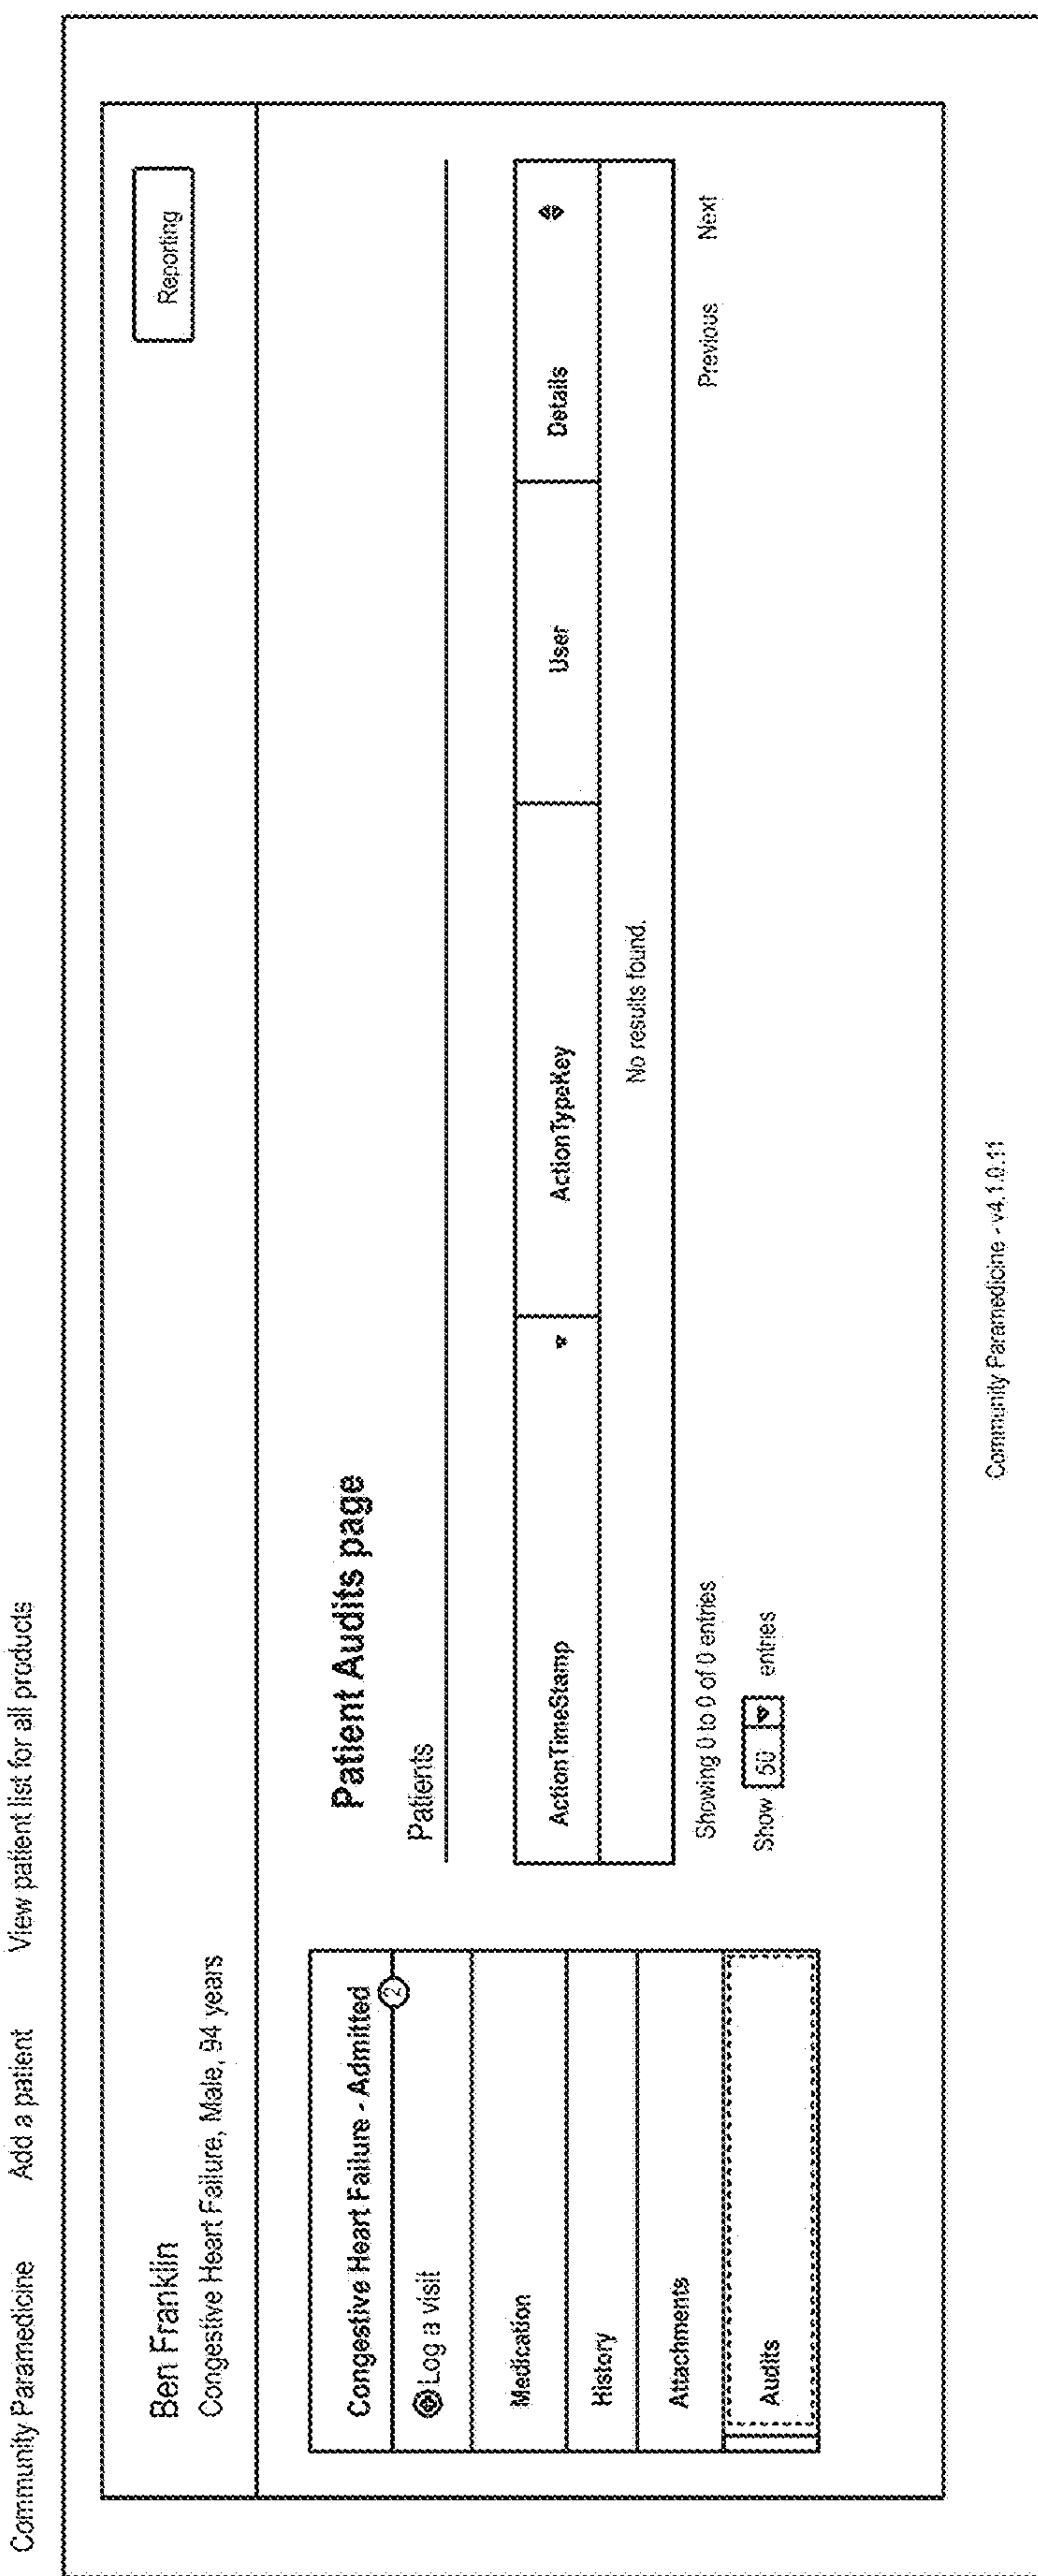 Community Paramedicine Add a patient View patient list for all products
Ben Franklin
Congestive Heart Failure, Male, 94 years
Reporting
Congestive Heart Failure - Admitted
2
Log a visit
Medication
History
Attachments
Audits
Patient Audits page
Patients
ActionTimeStamp ActionTypeKey User Details
No results found.
Showing 0 to 0 of 0 entries Previous Next
Show 50 entries
Community Paramedicine - v4.1.0.11